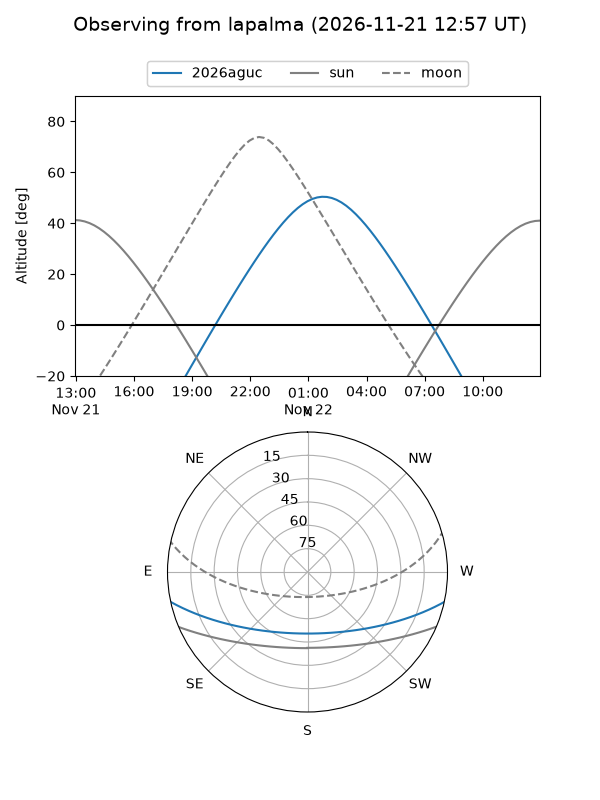 Observing from lapalma (2026-11-21 12:57 UT)
2026aguc sun moon
80
60
40
20
0
−20
Altitude [deg]
13:00 16:00 19:00 22:00 01:00 04:00 07:00 10:00
Nov 21 Nov 22
N
NE NW
15
30
45
60
75
E W
SE SW
S